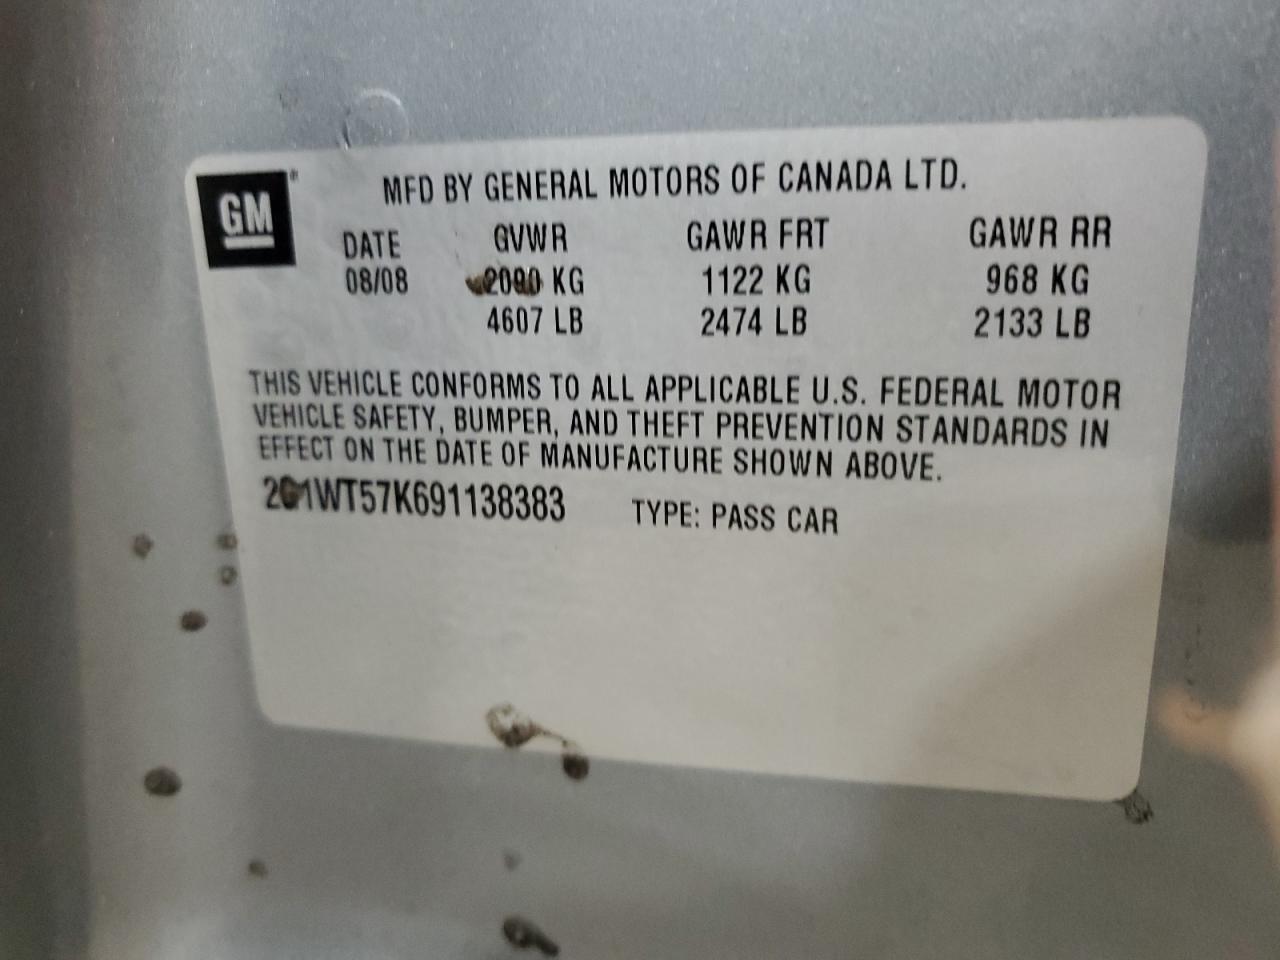 GM
MFD BY GENERAL MOTORS OF CANADA LTD.
DATE GVWR GAWR FRT GAWR RR
08/08 2090 KG 1122 KG 968 KG
4607 LB 2474 LB 2133 LB
THIS VEHICLE CONFORMS TO ALL APPLICABLE U.S. FEDERAL MOTOR
VEHICLE SAFETY, BUMPER, AND THEFT PREVENTION STANDARDS IN
EFFECT ON THE DATE OF MANUFACTURE SHOWN ABOVE.
2G1WT57K691138383 TYPE: PASS CAR